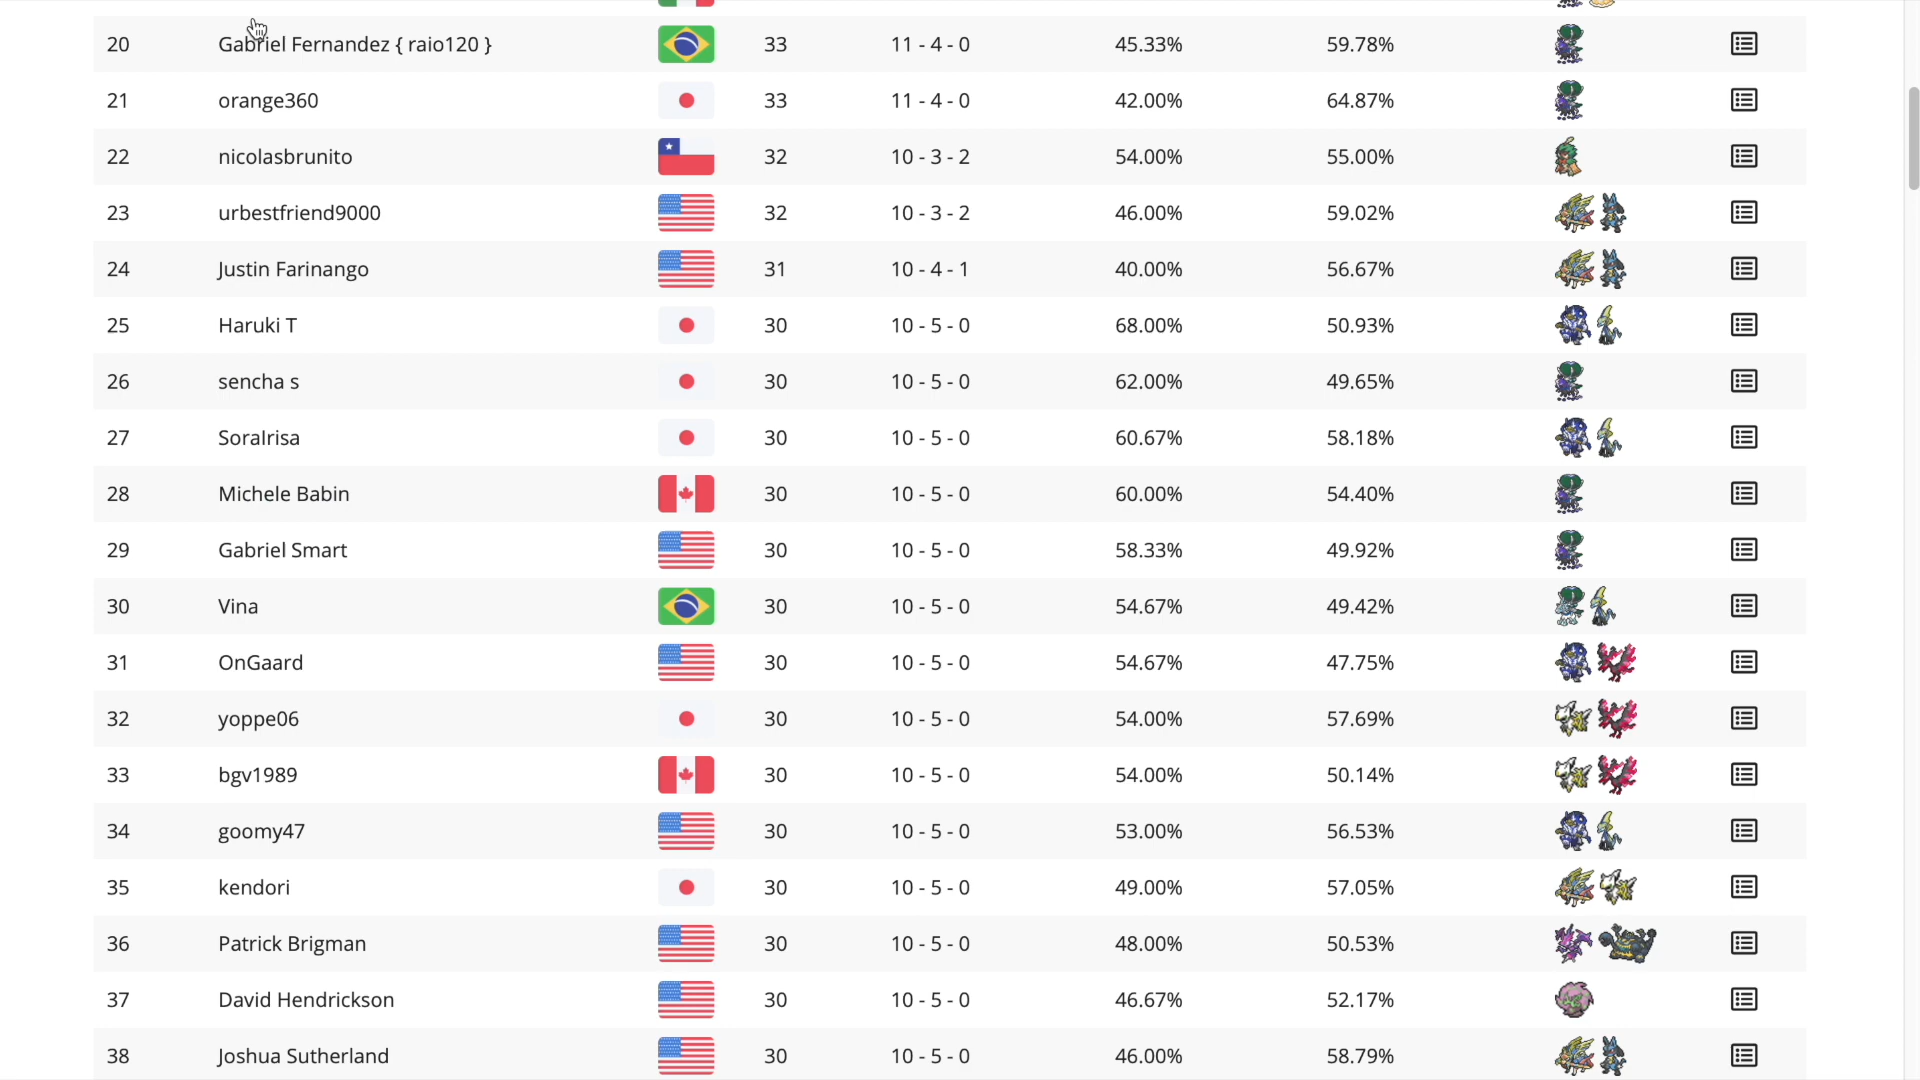 20 Gabriel Fernandez { raio120 } 33 11 - 4 - 0 45.33% 59.78%
21 orange360 33 11 - 4 - 0 42.00% 64.87%
22 nicolasbrunito 32 10 - 3 - 2 54.00% 55.00%
23 urbestfriend9000 32 10 - 3 - 2 46.00% 59.02%
24 Justin Farinango 31 10 - 4 - 1 40.00% 56.67%
25 Haruki T 30 10 - 5 - 0 68.00% 50.93%
26 sencha s 30 10 - 5 - 0 62.00% 49.65%
27 SoraIrisa 30 10 - 5 - 0 60.67% 58.18%
28 Michele Babin 30 10 - 5 - 0 60.00% 54.40%
29 Gabriel Smart 30 10 - 5 - 0 58.33% 49.92%
30 Vina 30 10 - 5 - 0 54.67% 49.42%
31 OnGaard 30 10 - 5 - 0 54.67% 47.75%
32 yoppe06 30 10 - 5 - 0 54.00% 57.69%
33 bgv1989 30 10 - 5 - 0 54.00% 50.14%
34 goomy47 30 10 - 5 - 0 53.00% 56.53%
35 kendori 30 10 - 5 - 0 49.00% 57.05%
36 Patrick Brigman 30 10 - 5 - 0 48.00% 50.53%
37 David Hendrickson 30 10 - 5 - 0 46.67% 52.17%
38 Joshua Sutherland 30 10 - 5 - 0 46.00% 58.79%